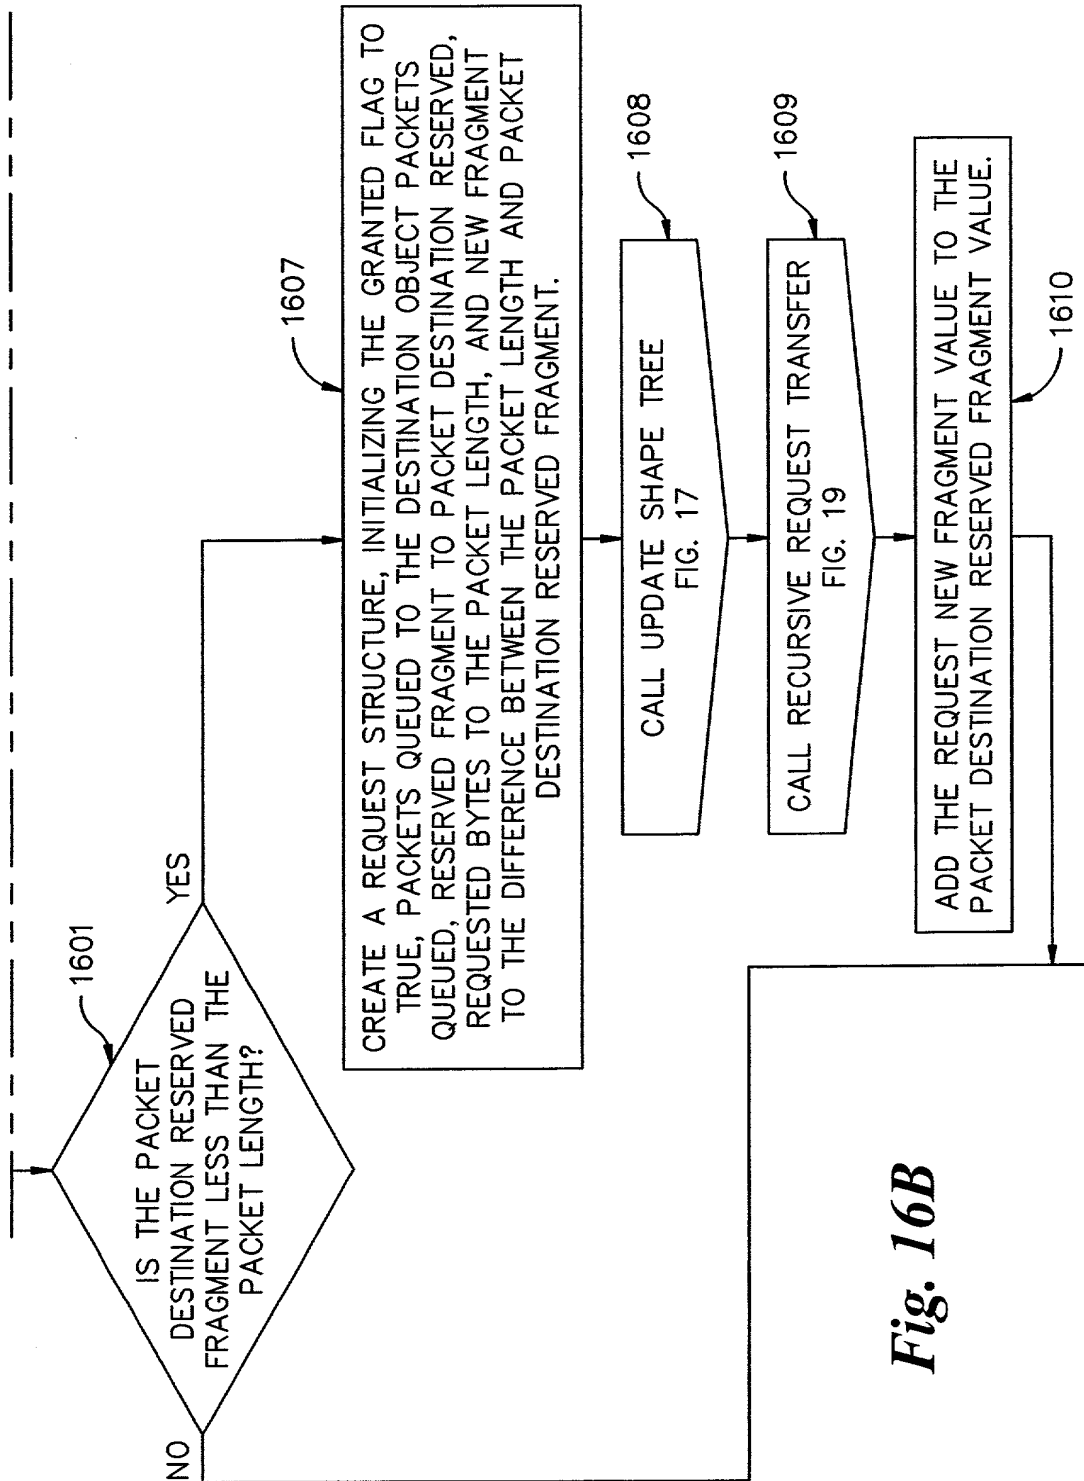 1601
IS THE PACKET
DESTINATION RESERVED
FRAGMENT LESS THAN THE
PACKET LENGTH?
NO
YES
1607
CREATE A REQUEST STRUCTURE, INITIALIZING THE GRANTED FLAG TO
TRUE, PACKETS QUEUED TO THE DESTINATION OBJECT PACKETS
QUEUED, RESERVED FRAGMENT TO PACKET DESTINATION RESERVED,
REQUESTED BYTES TO THE PACKET LENGTH, AND NEW FRAGMENT
TO THE DIFFERENCE BETWEEN THE PACKET LENGTH AND PACKET
DESTINATION RESERVED FRAGMENT.
1608
CALL UPDATE SHAPE TREE
FIG. 17
1609
CALL RECURSIVE REQUEST TRANSFER
FIG. 19
ADD THE REQUEST NEW FRAGMENT VALUE TO THE
PACKET DESTINATION RESERVED FRAGMENT VALUE.
1610
Fig. 16B